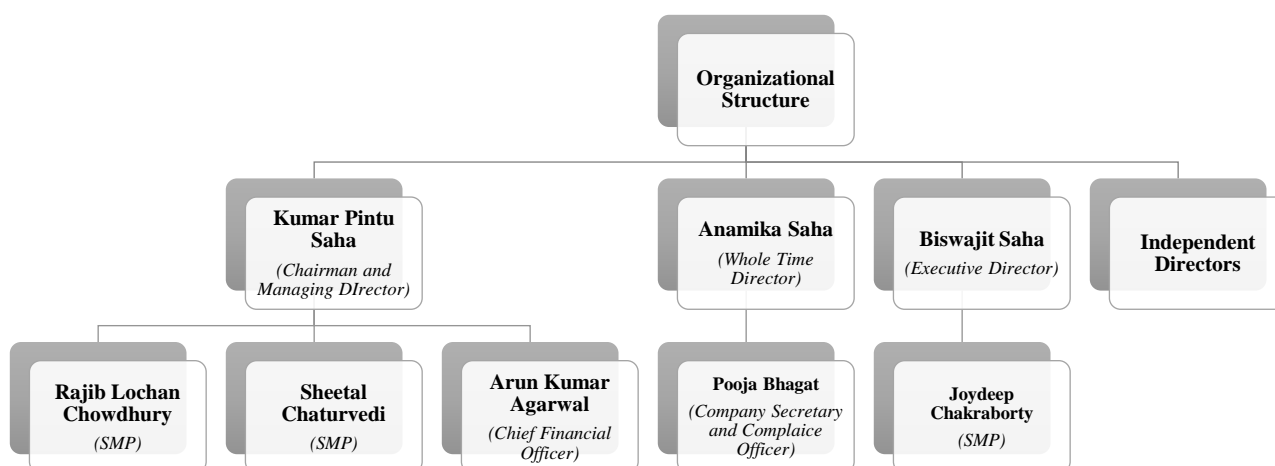 Organizational
Structure
Kumar Pintu
Saha
(Chairman and
Managing DIrector)
Anamika Saha
(Whole Time
Director)
Biswajit Saha
(Executive Director)
Independent
Directors
Rajib Lochan
Chowdhury
(SMP)
Sheetal
Chaturvedi
(SMP)
Arun Kumar
Agarwal
(Chief Financial
Officer)
Pooja Bhagat
(Company Secretary
and Complaice
Officer)
Joydeep
Chakraborty
(SMP)